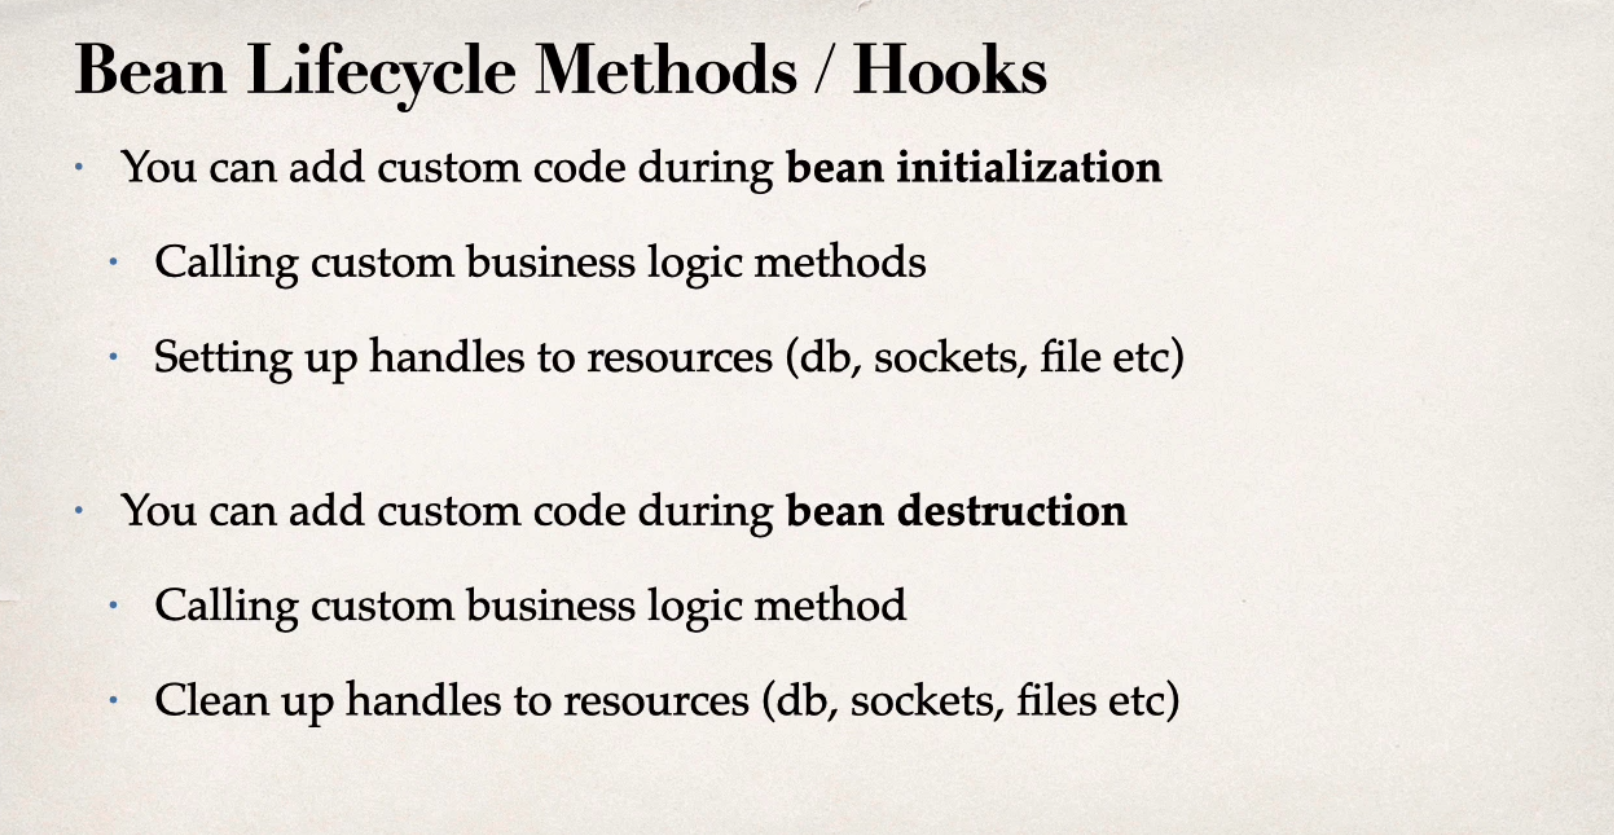 Bean Lifecycle Methods / Hooks
• You can add custom code during bean initialization
• Calling custom business logic methods
• Setting up handles to resources (db, sockets, file etc)
• You can add custom code during bean destruction
• Calling custom business logic method
• Clean up handles to resources (db, sockets, files etc)